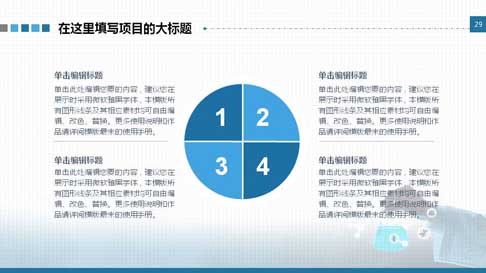 在这里填写项目的大标题
29
单击编辑标题
单击此处编辑您要的内容，建议您在
展示时采用微软雅黑字体，本模版所
有图形线条及其相应素材均可自由编
辑、改色、替换。更多使用说明和作
品请详阅模版最末的使用手册。
单击编辑标题
单击此处编辑您要的内容，建议您在
展示时采用微软雅黑字体，本模版所
有图形线条及其相应素材均可自由编
辑、改色、替换。更多使用说明和作
品请详阅模版最末的使用手册。
1
2
3
4
单击编辑标题
单击此处编辑您要的内容，建议您在
展示时采用微软雅黑字体，本模版所
有图形线条及其相应素材均可自由编
辑、改色、替换。更多使用说明和作
品请详阅模版最末的使用手册。
单击编辑标题
单击此处编辑您要的内容，建议您在
展示时采用微软雅黑字体，本模版所
有图形线条及其相应素材均可自由编
辑、改色、替换。更多使用说明和作
品请详阅模版最末的使用手册。